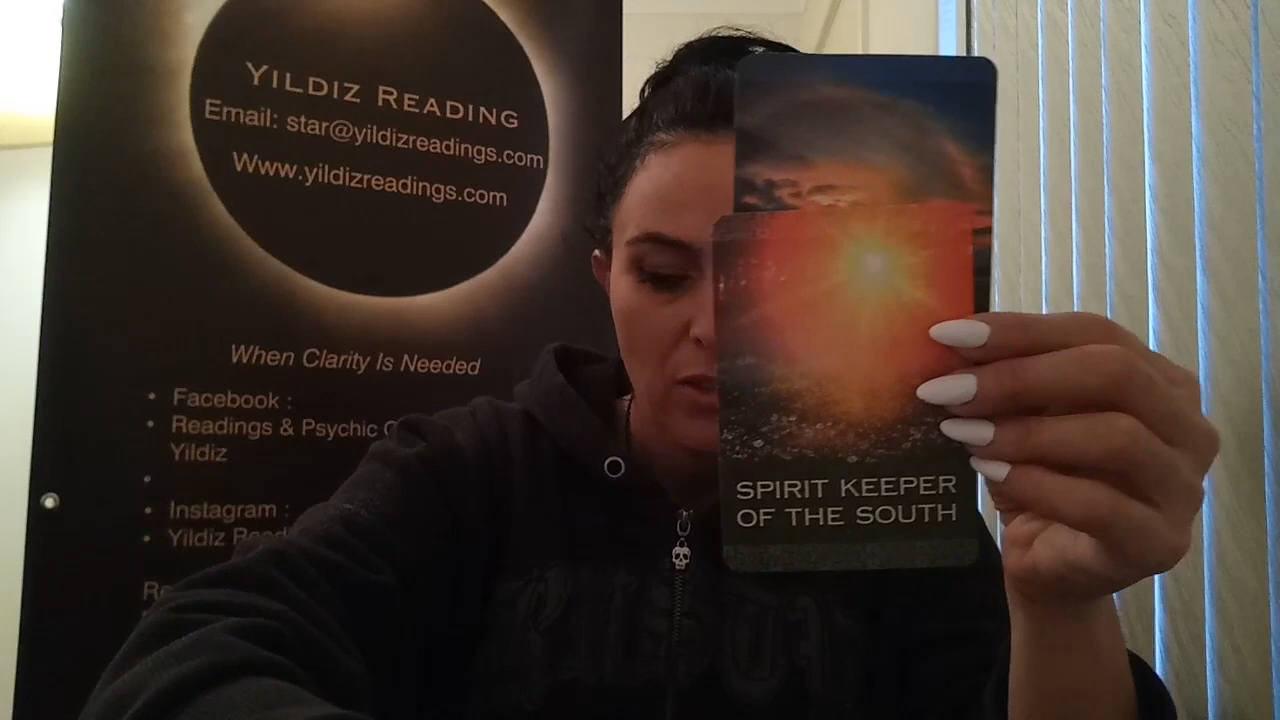 YILDIZ READING
Email: star@yildizreadings.com
Www.yildizreadings.com
When Clarity Is Needed
• Facebook :
• Readings & Psychic
Yildiz
•
• Instagram :
• Yildiz
SPIRIT KEEPER
OF THE SOUTH